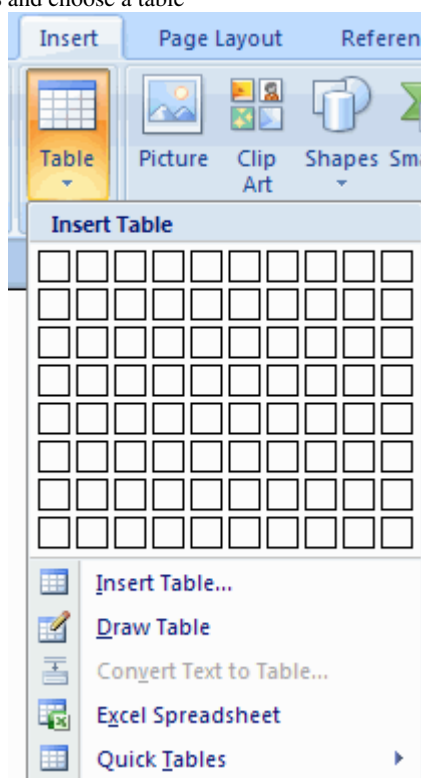 and choose a table
Insert Page Layout Referen
Table Picture Clip Art Shapes Sma
Insert Table
Insert Table...
Draw Table
Convert Text to Table...
Excel Spreadsheet
Quick Tables